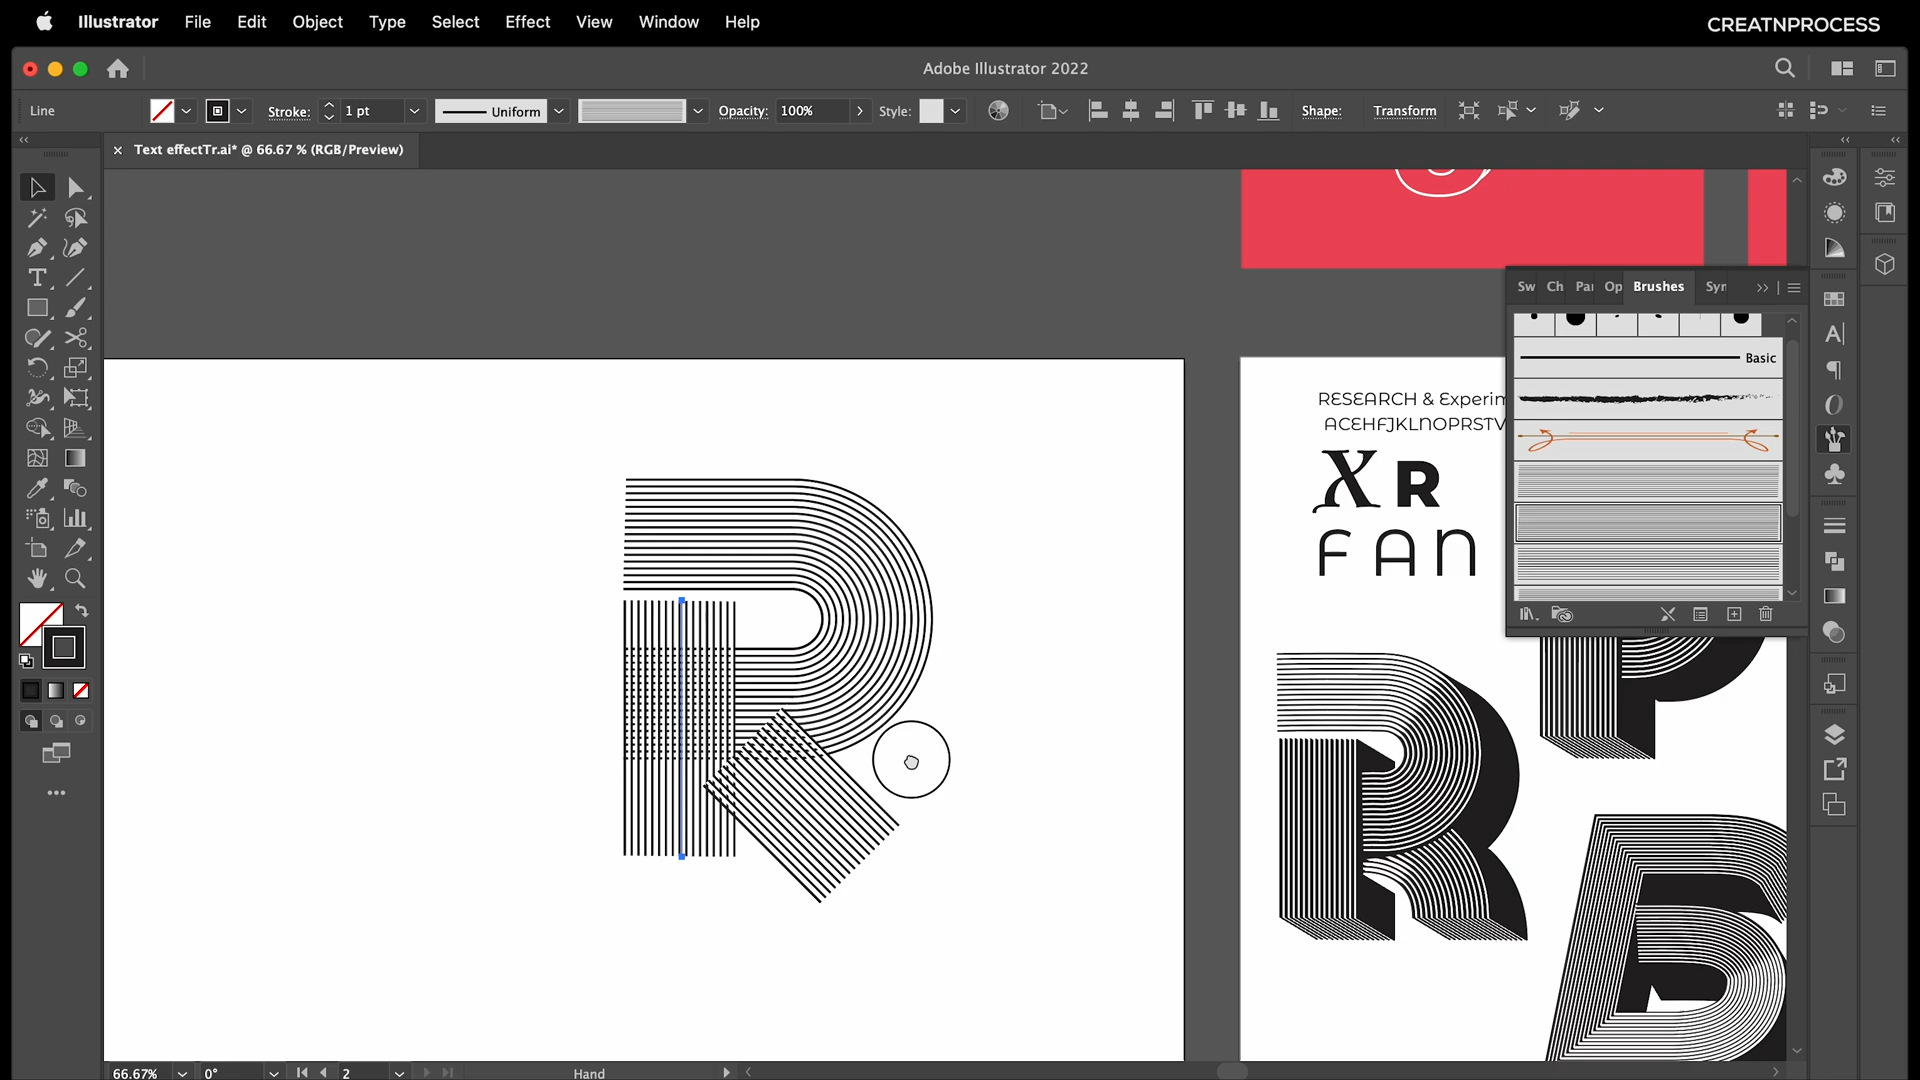 Illustrator File Edit Object Type Select Effect View Window Help
CREATNPROCESS
Adobe Illustrator 2022
Line Stroke: 1 pt Uniform Opacity: 100% Style: Shape: Transform
Text effectTr.ai* @ 66.67 % (RGB/Preview)
Sw Ch Pa Op Brushes Syr
Basic
RESEARCH & Experim
ACEHFJKLNOPRSTV
X R
FAN
R
R
66.67% 0° 2 Hand